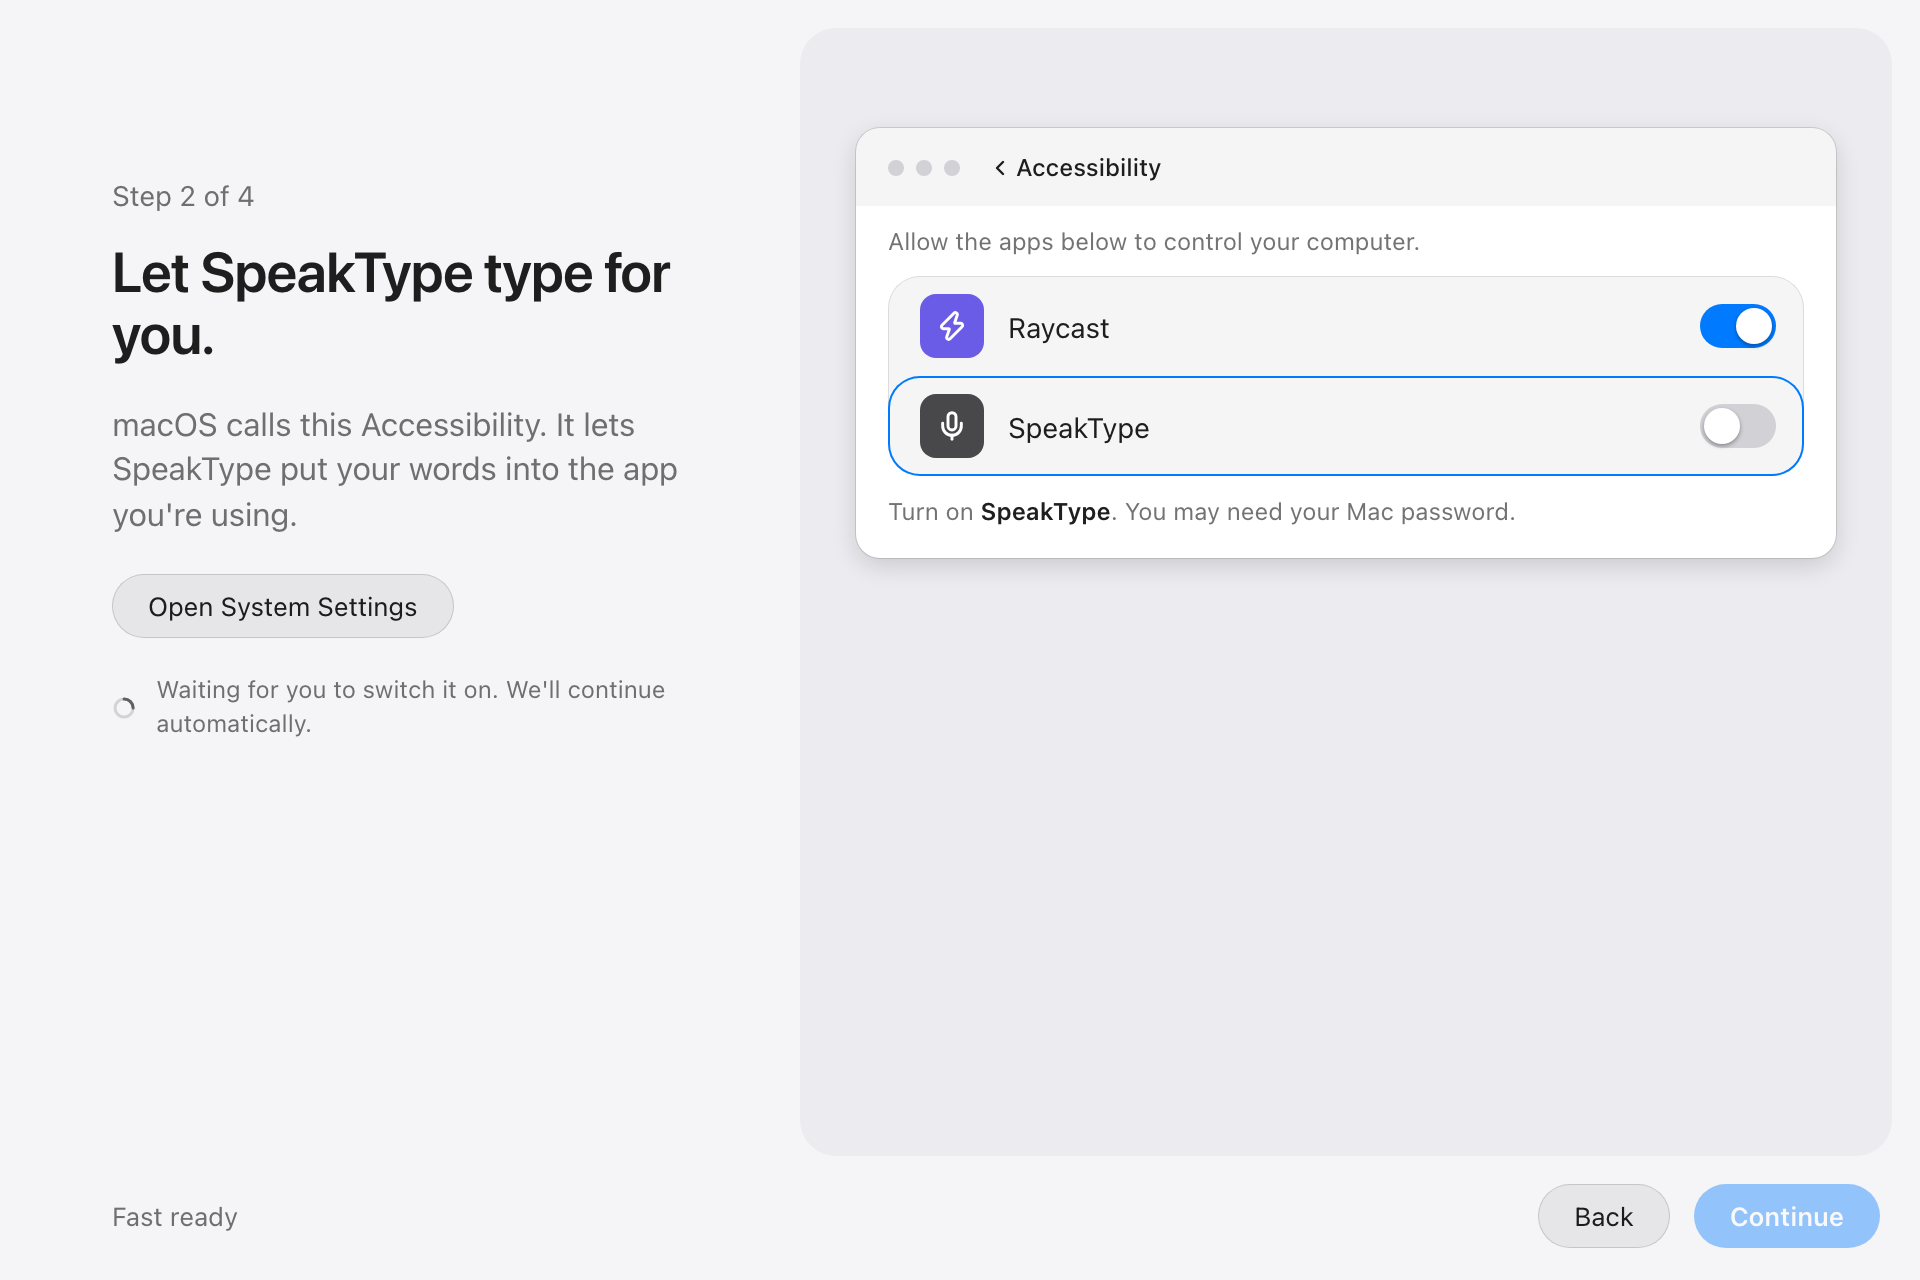 Step 2 of 4
Let SpeakType type for
you.
macOS calls this Accessibility. It lets
SpeakType put your words into the app
you're using.
Open System Settings
Waiting for you to switch it on. We'll continue
automatically.
Accessibility
Allow the apps below to control your computer.
Raycast
SpeakType
Turn on SpeakType. You may need your Mac password.
Fast ready
Back
Continue